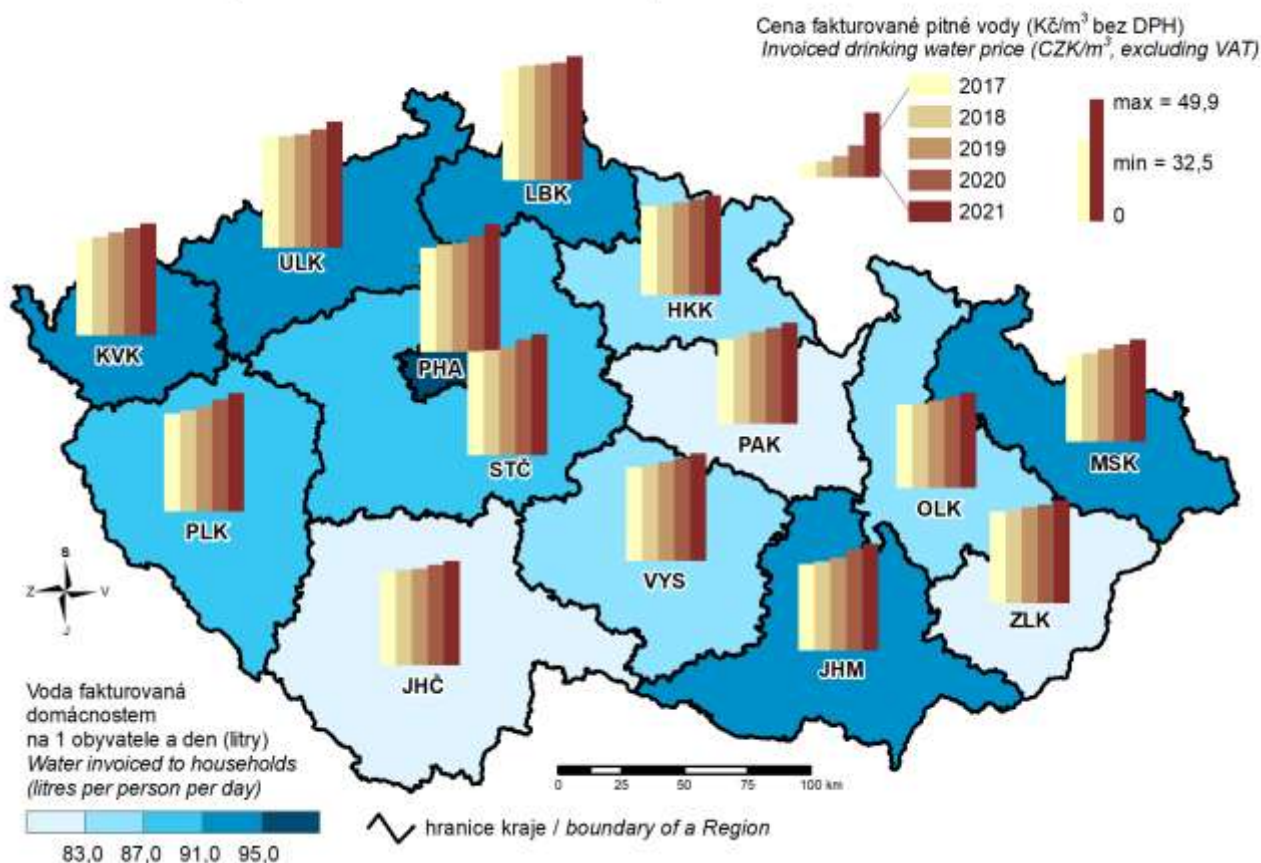 Cena fakturované pitné vody (Kč/m³ bez DPH)
Invoiced drinking water price (CZK/m³, excluding VAT)
2017
2018
2019
2020
2021
max = 49,9
min = 32,5
0
LBK
ULK
HKK
KVK
PHA
PAK
STČ
MSK
OLK
PLK
VYS
ZLK
JHM
JHČ
S
Z
V
J
Voda fakturovaná
domácnostem
na 1 obyvatele a den (litry)
Water invoiced to households
(litres per person per day)
83,0 87,0 91,0 95,0
0 25 50 75 100 km
hranice kraje / boundary of a Region